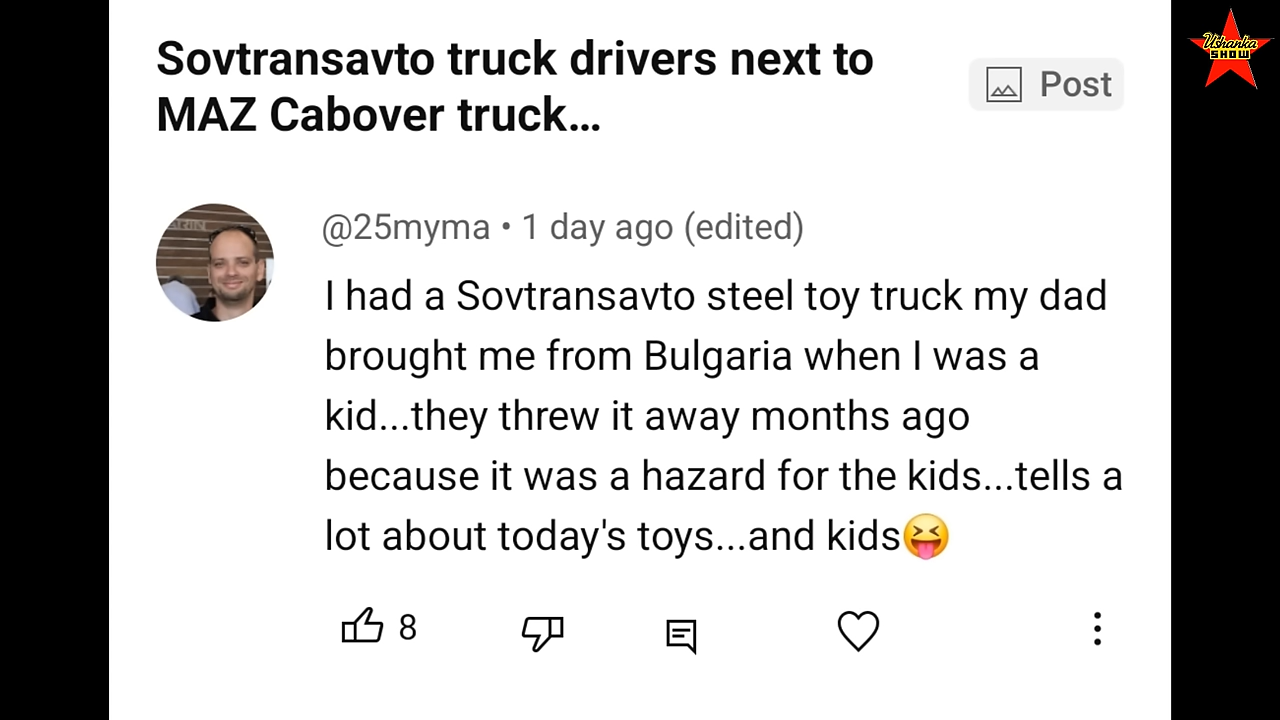 Ushanka
SHOW
Sovtransavto truck drivers next to
MAZ Cabover truck...
Post
@25myma • 1 day ago (edited)
I had a Sovtransavto steel toy truck my dad
brought me from Bulgaria when I was a
kid...they threw it away months ago
because it was a hazard for the kids...tells a
lot about today's toys...and kids😝
8